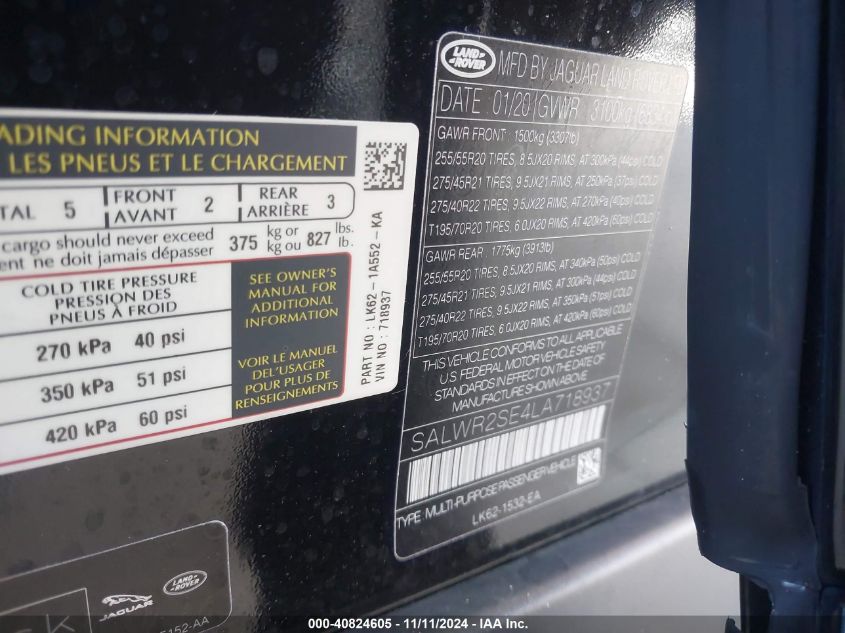 ADING INFORMATION
LES PNEUS ET LE CHARGEMENT
TAL 5 FRONT AVANT 2 REAR ARRIÈRE 3
cargo should never exceed
ent ne doit jamais dépasser
375 kg or kg ou 827 lbs. lb.
COLD TIRE PRESSURE
PRESSION DES
PNEUS À FROID
270 kPa 40 psi
350 kPa 51 psi
420 kPa 60 psi
SEE OWNER'S
MANUAL FOR
ADDITIONAL
INFORMATION
VOIR LE MANUEL
DEL'USAGER
POUR PLUS DE
RENSEIGNEMENTS
PART NO : LK62 - 1A552 - KA
VIN NO : 718937
LAND ROVER
MFD BY JAGUAR LAND ROVER
DATE: 01/20 GVWR 3100kg
GAWR FRONT : 1500kg (3307lb)
255/55R20 TIRES, 8.5JX20 RIMS, AT 300kPa (44psi) COLD
275/45R21 TIRES, 9.5JX21 RIMS, AT 250kPa (37psi) COLD
275/40R22 TIRES, 9.5JX22 RIMS, AT 270kPa (40psi) COLD
T195/70R20 TIRES, 6.0JX20 RIMS, AT 420kPa (60psi) COLD
GAWR REAR : 1775kg (3913lb)
255/55R20 TIRES, 8.5JX20 RIMS, AT 340kPa (50psi) COLD
275/45R21 TIRES, 9.5JX21 RIMS, AT 300kPa (44psi) COLD
275/40R22 TIRES, 9.5JX22 RIMS, AT 350kPa (51psi) COLD
T195/70R20 TIRES, 6.0JX20 RIMS, AT 420kPa (60psi) COLD
THIS VEHICLE CONFORMS TO ALL APPLICABLE
U.S. FEDERAL MOTOR VEHICLE SAFETY
STANDARDS IN EFFECT ON THE DATE OF
MANUFACTURE SHOWN ABOVE
SALWR2SE4LA718937
TYPE: MULTI-PURPOSE PASSENGER VEHICLE
LK62-1532-EA
JAGUAR
LAND ROVER
152-AA
000-40824605 - 11/11/2024 - IAA Inc.